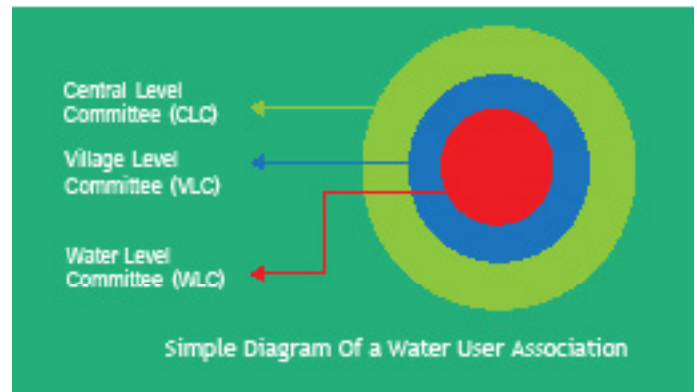 Central Level
Committee (CLC)
Village Level
Committee (VLC)
Water Level
Committee (WLC)
Simple Diagram Of a Water User Association